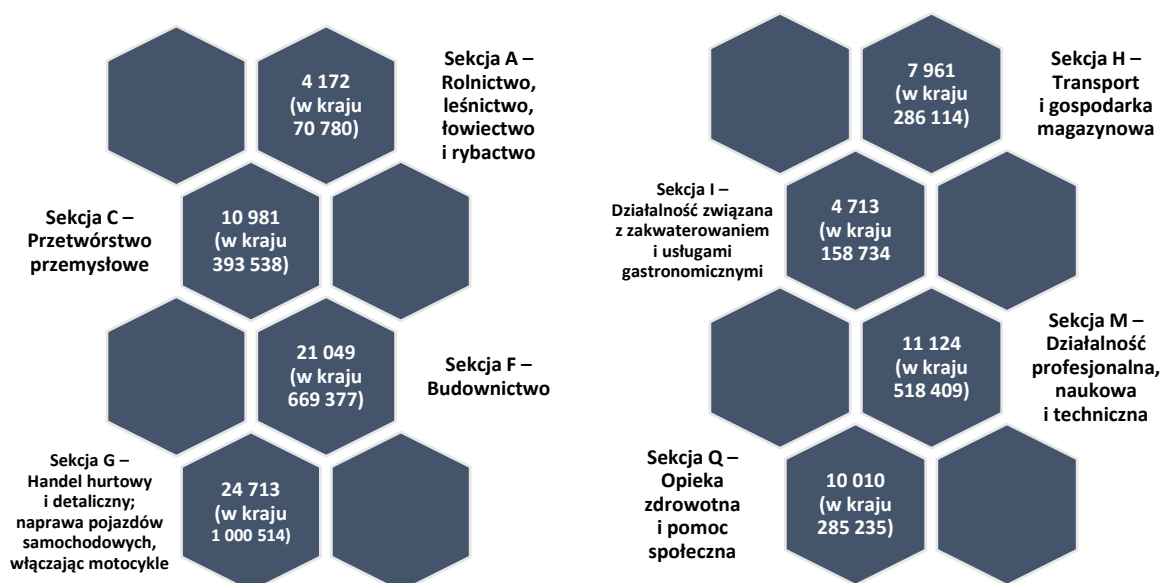 4 172
(w kraju
70 780)
Sekcja A –
Rolnictwo,
leśnictwo,
łowiectwo
i rybactwo
Sekcja C –
Przetwórstwo
przemysłowe
10 981
(w kraju
393 538)
21 049
(w kraju
669 377)
Sekcja F –
Budownictwo
Sekcja G –
Handel hurtowy
i detaliczny;
naprawa pojazdów
samochodowych,
włączając motocykle
24 713
(w kraju
1 000 514)
7 961
(w kraju
286 114)
Sekcja H –
Transport
i gospodarka
magazynowa
Sekcja I –
Działalność związana
z zakwaterowaniem
i usługami
gastronomicznymi
4 713
(w kraju
158 734
11 124
(w kraju
518 409)
Sekcja M –
Działalność
profesjonalna,
naukowa
i techniczna
Sekcja Q –
Opieka
zdrowotna
i pomoc
społeczna
10 010
(w kraju
285 235)